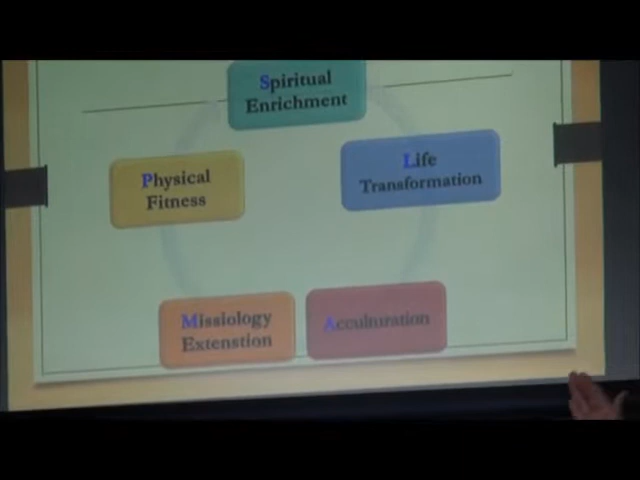 Spiritual
Enrichment
Life
Transformation
Physical
Fitness
Missiology
Extenstion
Acculturation